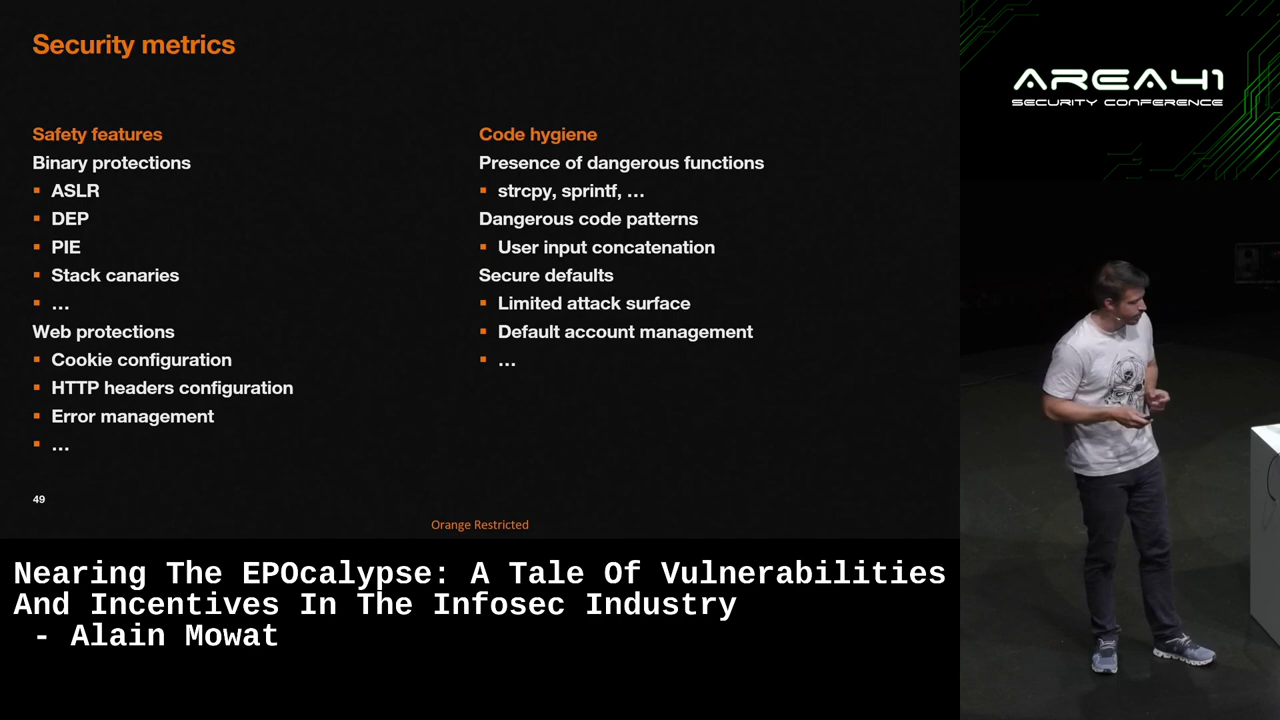 Security metrics
Safety features
Binary protections
▪ ASLR
▪ DEP
▪ PIE
▪ Stack canaries
▪ …
Web protections
▪ Cookie configuration
▪ HTTP headers configuration
▪ Error management
▪ …
Code hygiene
Presence of dangerous functions
▪ strcpy, sprintf, …
Dangerous code patterns
▪ User input concatenation
Secure defaults
▪ Limited attack surface
▪ Default account management
▪ …
49
Orange Restricted
AREA41
SECURITY CONFERENCE
Nearing The EPOcalypse: A Tale Of Vulnerabilities
And Incentives In The Infosec Industry
- Alain Mowat